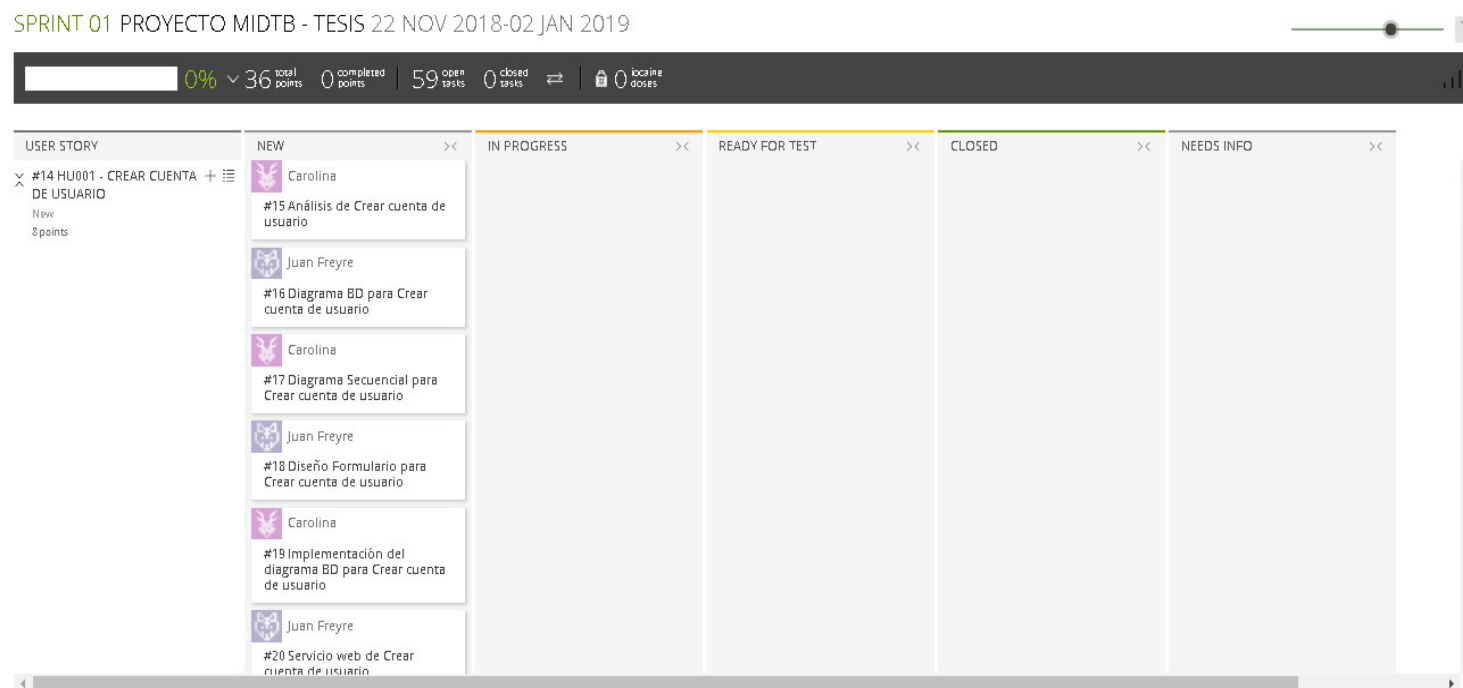 SPRINT 01 PROYECTO MIDTB - TESIS 22 NOV 2018-02 JAN 2019
0% 36 total points 0 completed points 59 open tasks 0 closed tasks 0 iocaine doses
USER STORY
NEW
IN PROGRESS
READY FOR TEST
CLOSED
NEEDS INFO
#14 HU001 - CREAR CUENTA
DE USUARIO
New
8 points
Carolina
#15 Análisis de Crear cuenta de
usuario
Juan Freyre
#16 Diagrama BD para Crear
cuenta de usuario
Carolina
#17 Diagrama Secuencial para
Crear cuenta de usuario
Juan Freyre
#18 Diseño Formulario para
Crear cuenta de usuario
Carolina
#19 Implementación del
diagrama BD para Crear cuenta
de usuario
Juan Freyre
#20 Servicio web de Crear
cuenta de usuario